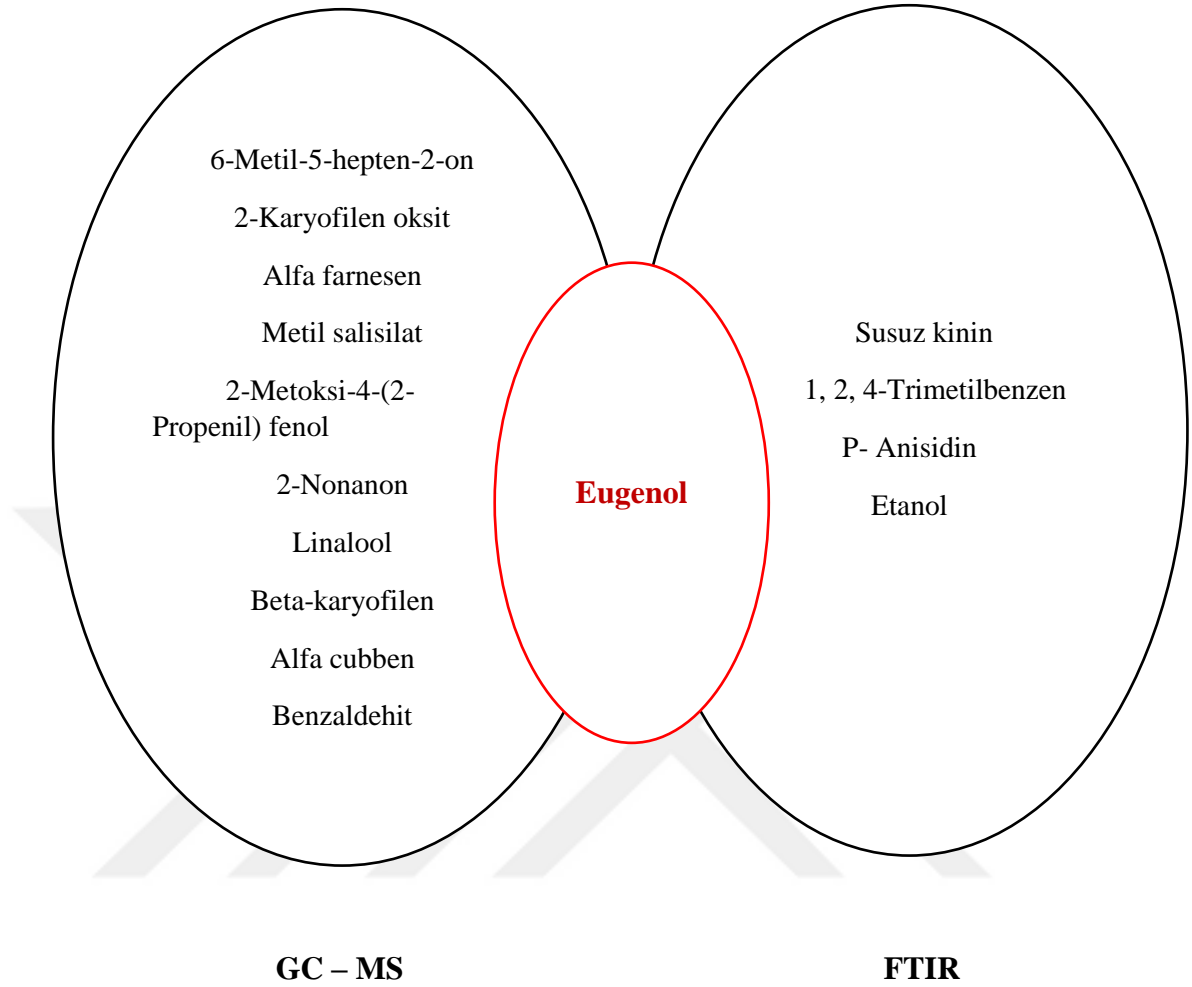 6-Metil-5-hepten-2-on
2-Karyofilen oksit
Alfa farnesen
Metil salisilat
2-Metoksi-4-(2-
Propenil) fenol
2-Nonanon
Linalool
Beta-karyofilen
Alfa cubben
Benzaldehit
Eugenol
Susuz kinin
1, 2, 4-Trimetilbenzen
P- Anisidin
Etanol
GC – MS
FTIR